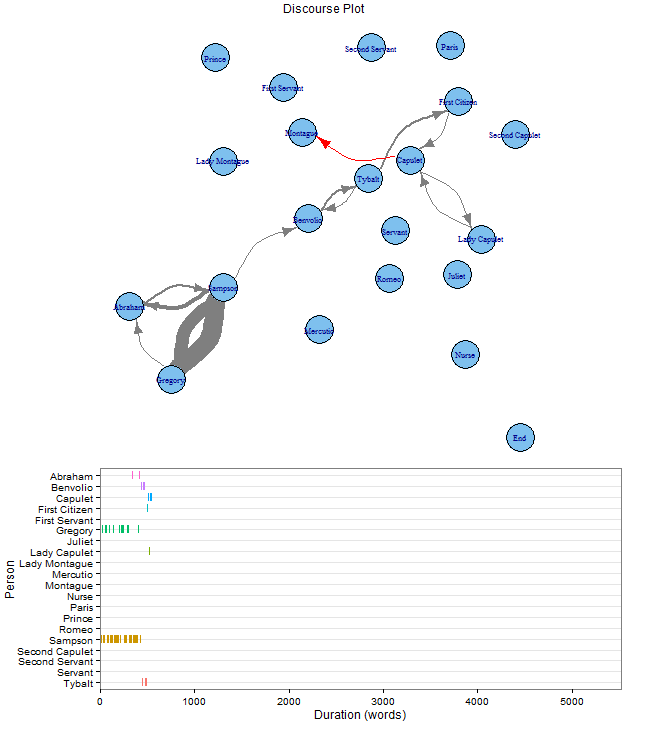 Discourse Plot
Prince
Second Servant
Paris
First Servant
First Citizen
Montague
Second Capulet
Lady Montague
Capulet
Tybalt
Benvolio
Servant
Lady Capulet
Romeo
Juliet
Sampson
Abraham
Mercutio
Nurse
Gregory
End
Abraham
Benvolio
Capulet
First Citizen
First Servant
Gregory
Juliet
Lady Capulet
Lady Montague
Mercutio
Montague
Nurse
Paris
Prince
Romeo
Sampson
Second Capulet
Second Servant
Servant
Tybalt
Person
0 1000 2000 3000 4000 5000
Duration (words)